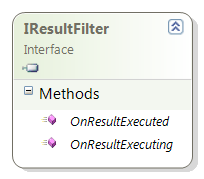 IResultFilter
Interface
Methods
OnResultExecuted
OnResultExecuting